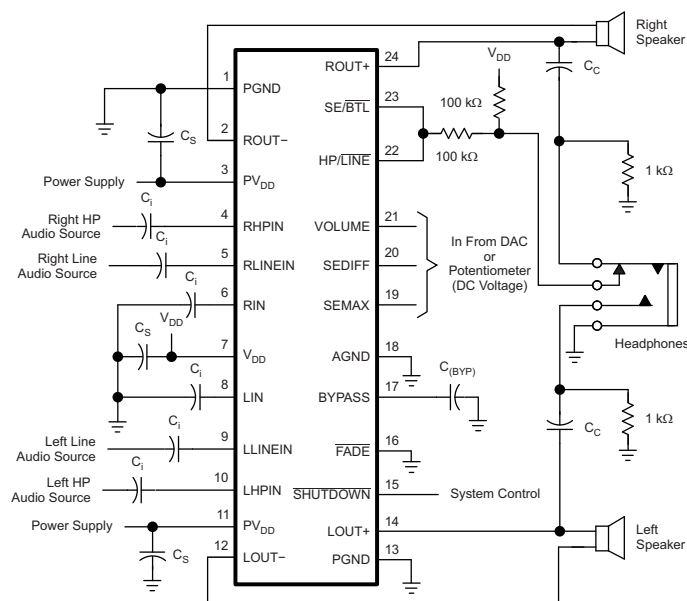 Right
Speaker
V_DD
C_C
100 kΩ
100 kΩ
1 kΩ
1 PGND
2 ROUT−
3 PV_DD
4 RHPIN
5 RLINEIN
6 RIN
7 V_DD
8 LIN
9 LLINEIN
10 LHPIN
11 PV_DD
12 LOUT−
ROUT+ 24
SE/BTL 23
HP/LINE 22
VOLUME 21
SEDIFF 20
SEMAX 19
AGND 18
BYPASS 17
FADE 16
SHUTDOWN 15
LOUT+ 14
PGND 13
C_S
Power Supply
C_i
Right HP
Audio Source
C_i
Right Line
Audio Source
C_i
C_S
V_DD
C_i
C_i
Left Line
Audio Source
C_i
Left HP
Audio Source
Power Supply
C_S
In From DAC
or
Potentiometer
(DC Voltage)
C_(BYP)
System Control
Headphones
C_C
1 kΩ
Left
Speaker